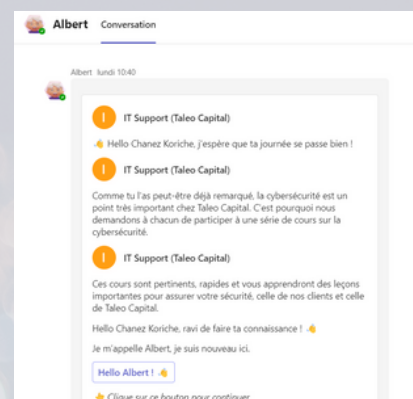 Albert Conversation
Albert lundi 10:40
I IT Support (Taleo Capital)
👋 Hello Chanez Koriche, j'espère que ta journée se passe bien !
I IT Support (Taleo Capital)
Comme tu l'as peut-être déjà remarqué, la cybersécurité est un
point très important chez Taleo Capital. C'est pourquoi nous
demandons à chacun de participer à une série de cours sur la
cybersécurité.
I IT Support (Taleo Capital)
Ces cours sont pertinents, rapides et vous apprendront des leçons
importantes pour assurer votre sécurité, celle de nos clients et celle
de Taleo Capital.
Hello Chanez Koriche, ravi de faire ta connaissance ! 👋
Je m'appelle Albert, je suis nouveau ici.
Hello Albert ! 👋
👆 Clique sur ce bouton pour continuer